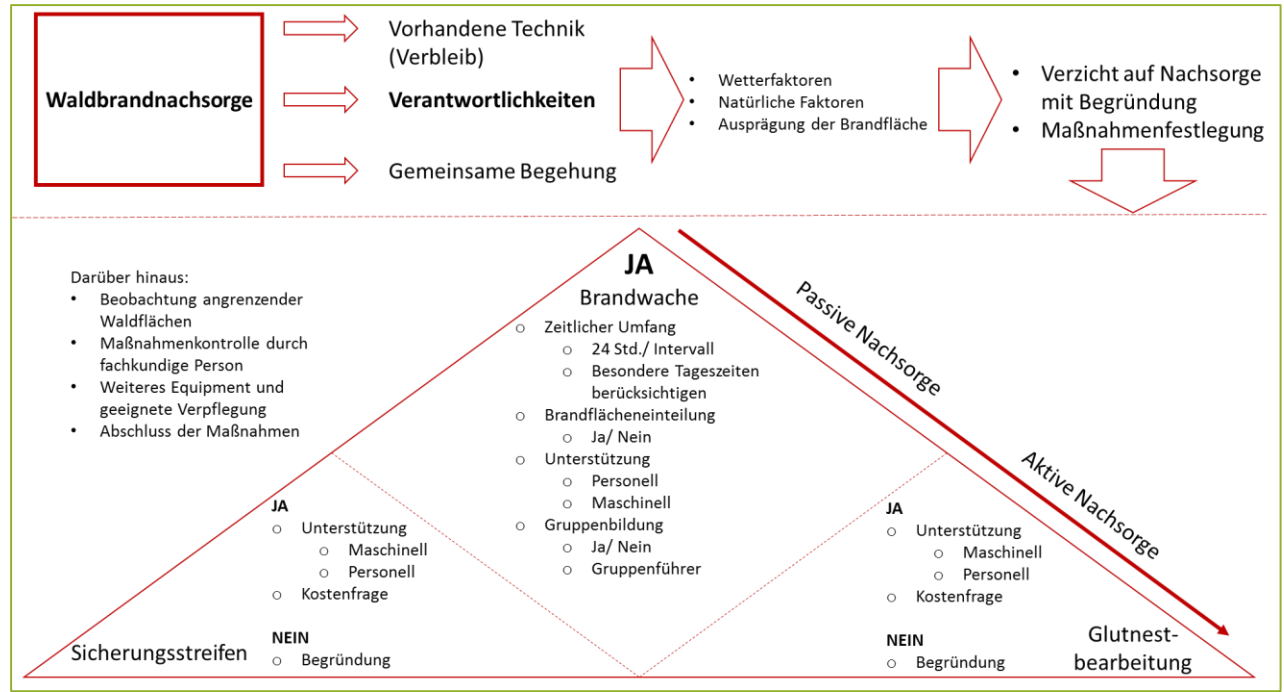 Waldbrandnachsorge
Vorhandene Technik
(Verbleib)
Verantwortlichkeiten
Gemeinsame Begehung
• Wetterfaktoren
• Natürliche Faktoren
• Ausprägung der Brandfläche
• Verzicht auf Nachsorge
mit Begründung
• Maßnahmenfestlegung
Darüber hinaus:
• Beobachtung angrenzender
Waldflächen
• Maßnahmenkontrolle durch
fachkundige Person
• Weiteres Equipment und
geeignete Verpflegung
• Abschluss der Maßnahmen
JA
Brandwache
o Zeitlicher Umfang
o 24 Std./ Intervall
o Besondere Tageszeiten
berücksichtigen
o Brandflächeneinteilung
o Ja/ Nein
o Unterstützung
o Personell
o Maschinell
o Gruppenbildung
o Ja/ Nein
o Gruppenführer
Passive Nachsorge
Aktive Nachsorge
JA
o Unterstützung
o Maschinell
o Personell
o Kostenfrage
NEIN
o Begründung
Sicherungsstreifen
JA
o Unterstützung
o Maschinell
o Personell
o Kostenfrage
NEIN
o Begründung
Glutnest-
bearbeitung